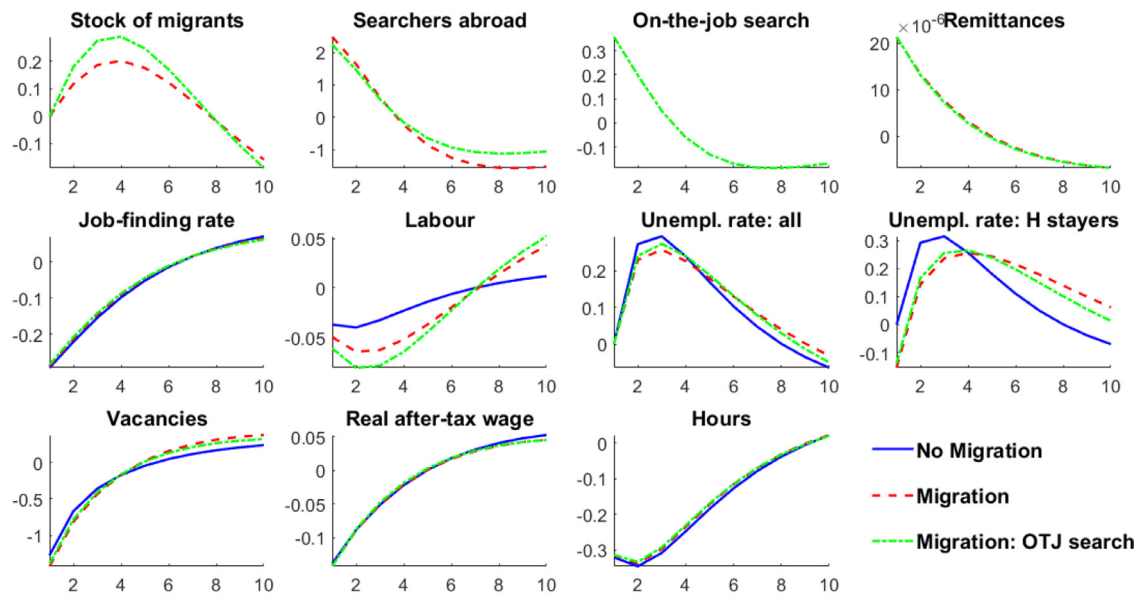 Stock of migrants
0.2
0.1
0
-0.1
2 4 6 8 10
Searchers abroad
2
1
0
-1
2 4 6 8 10
On-the-job search
0.3
0.2
0.1
0
-0.1
2 4 6 8 10
×10⁻⁶ Remittances
20
10
0
2 4 6 8 10
Job-finding rate
0
-0.1
-0.2
2 4 6 8 10
Labour
0.05
0
-0.05
2 4 6 8 10
Unempl. rate: all
0.2
0.1
0
2 4 6 8 10
Unempl. rate: H stayers
0.3
0.2
0.1
0
-0.1
2 4 6 8 10
Vacancies
0
-0.5
-1
2 4 6 8 10
Real after-tax wage
0.05
0
-0.05
-0.1
2 4 6 8 10
Hours
0
-0.1
-0.2
-0.3
2 4 6 8 10
No Migration
Migration
Migration: OTJ search